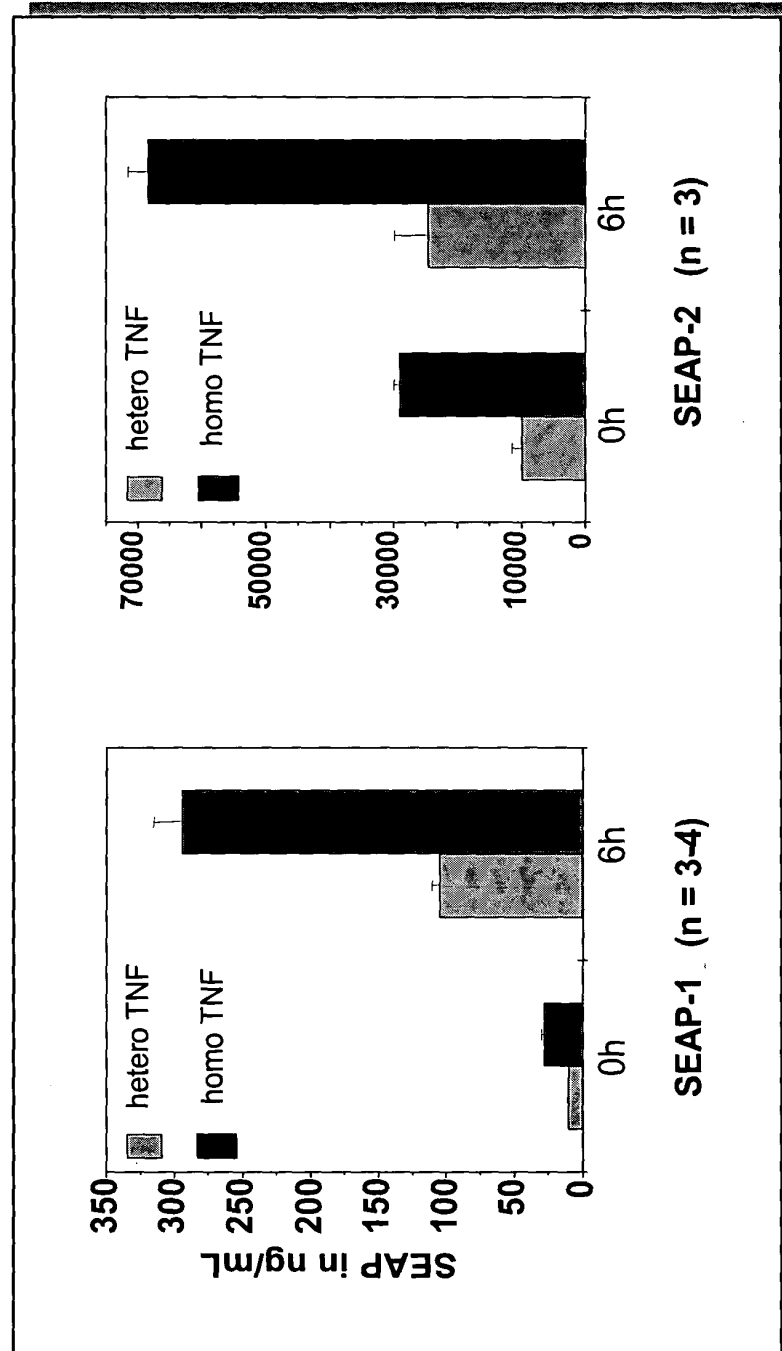 SEAP in ng/mL
350
300
250
200
150
100
50
0
hetero TNF
homo TNF
0h
6h
SEAP-1 (n = 3-4)
70000
50000
30000
10000
0
hetero TNF
homo TNF
0h
6h
SEAP-2 (n = 3)